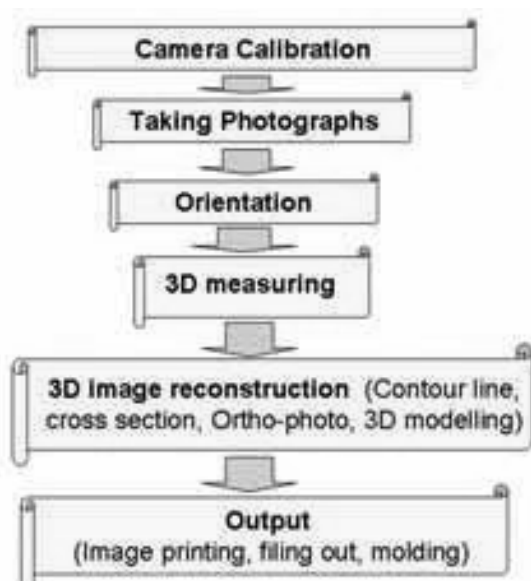 Camera Calibration
Taking Photographs
Orientation
3D measuring
3D image reconstruction (Contour line,
cross section, Ortho-photo, 3D modelling)
Output
(Image printing, filing out, molding)